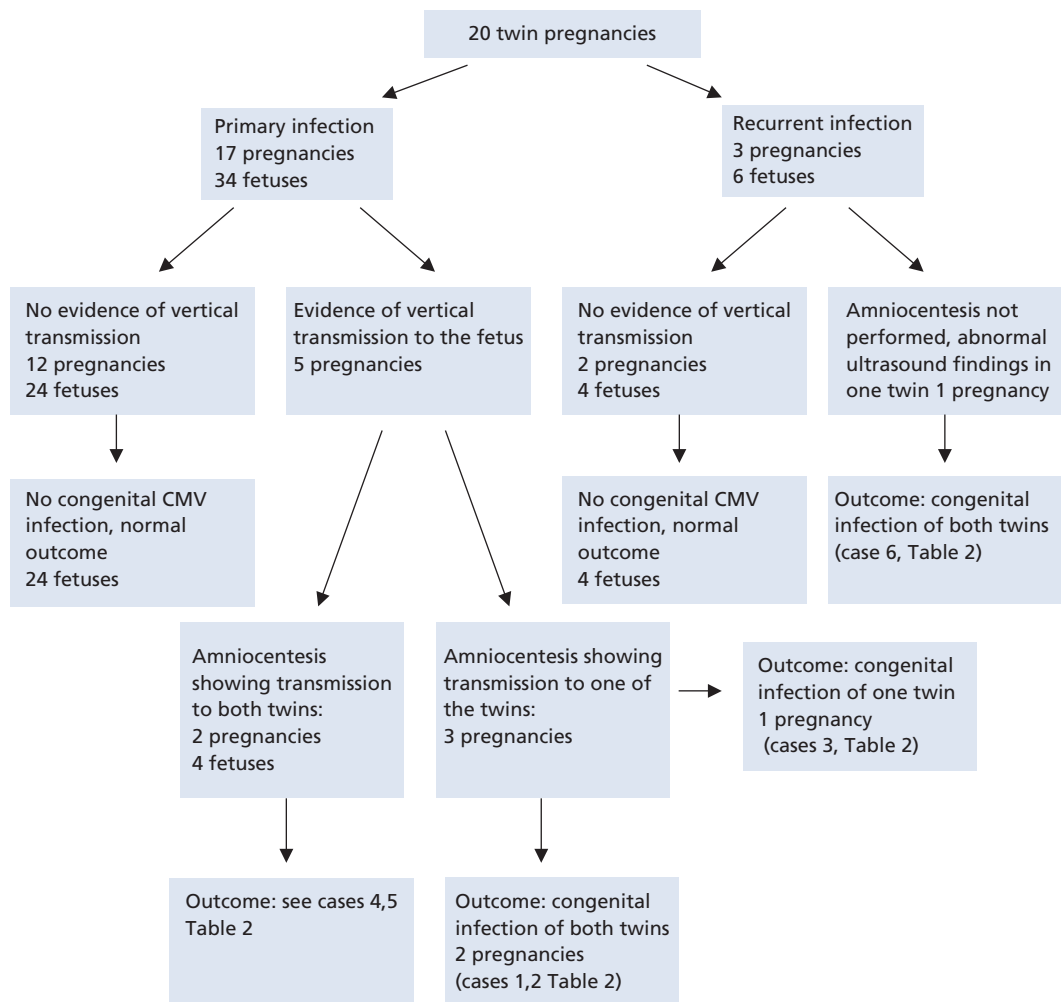 20 twin pregnancies
Primary infection
17 pregnancies
34 fetuses
Recurrent infection
3 pregnancies
6 fetuses
No evidence of vertical
transmission
12 pregnancies
24 fetuses
Evidence of vertical
transmission to the fetus
5 pregnancies
No evidence of vertical
transmission
2 pregnancies
4 fetuses
Amniocentesis not
performed, abnormal
ultrasound findings in
one twin 1 pregnancy
No congenital CMV
infection, normal
outcome
24 fetuses
No congenital CMV
infection, normal
outcome
4 fetuses
Outcome: congenital
infection of both twins
(case 6, Table 2)
Amniocentesis
showing transmission
to both twins:
2 pregnancies
4 fetuses
Amniocentesis showing
transmission to one of
the twins:
3 pregnancies
Outcome: congenital
infection of one twin
1 pregnancy
(cases 3, Table 2)
Outcome: see cases 4,5
Table 2
Outcome: congenital
infection of both twins
2 pregnancies
(cases 1,2 Table 2)